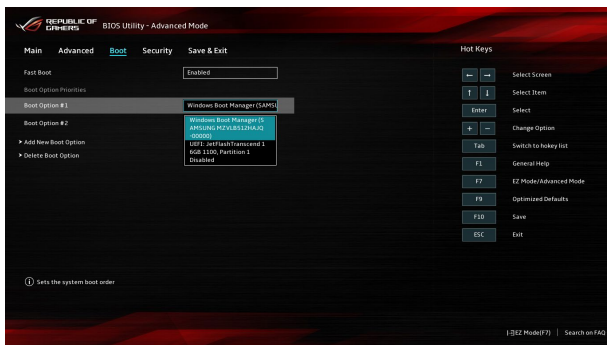 REPUBLIC OF
GAMERS
BIOS Utility - Advanced Mode
Main Advanced Boot Security Save & Exit
Hot Keys
Fast Boot Enabled
← → Select Screen
Boot Option Priorities
↑ ↓ Select Item
Boot Option #1 Windows Boot Manager (SAMSU
Enter Select
Boot Option #2
Windows Boot Manager (S
AMSUNG MZVLB512HAJQ
-00000)
UEFI: JetFlashTranscend 1
6GB 1100, Partition 1
Disabled
+ - Change Option
> Add New Boot Option
Tab Switch to hokey list
> Delete Boot Option
F1 General Help
F7 EZ Mode/Advanced Mode
F9 Optimized Defaults
F10 Save
ESC Exit
i Sets the system boot order
EZ Mode(F7) | Search on FAQ